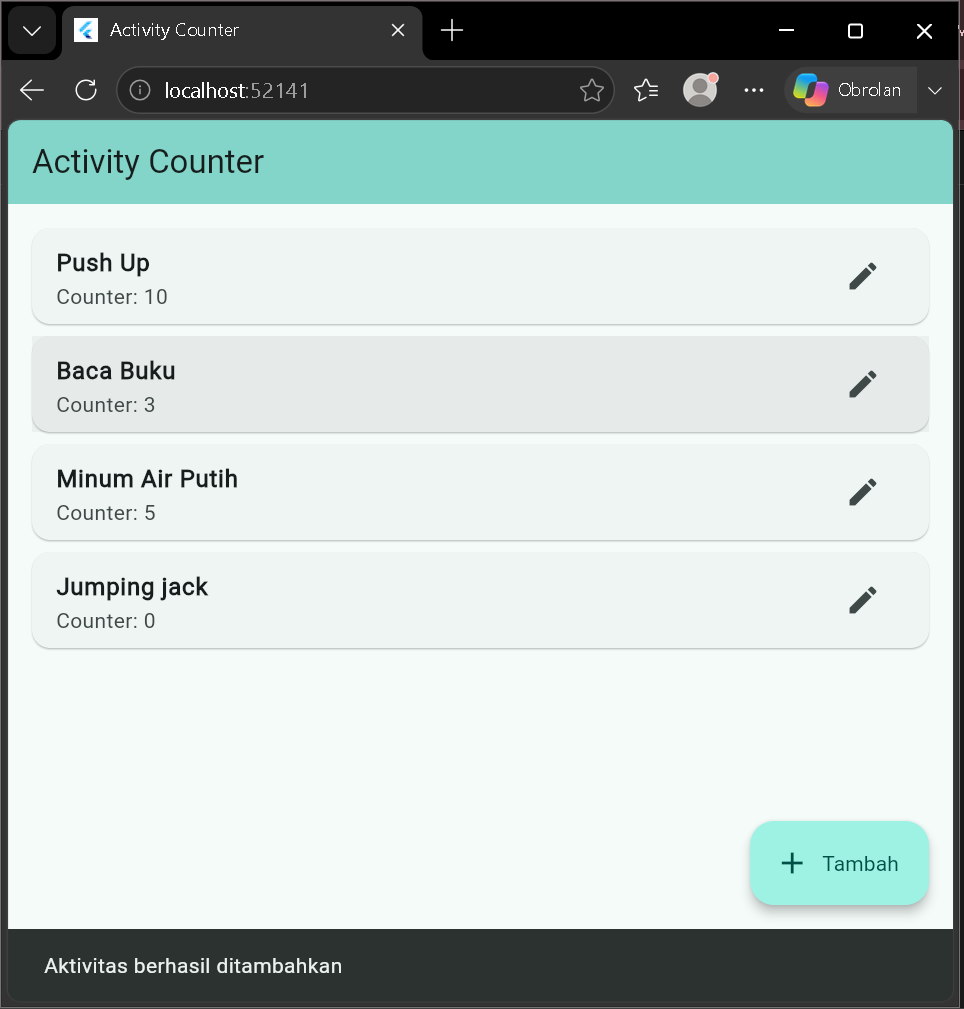 Activity Counter
localhost:52141
Obrolan
Activity Counter
Push Up
Counter: 10
Baca Buku
Counter: 3
Minum Air Putih
Counter: 5
Jumping jack
Counter: 0
Tambah
Aktivitas berhasil ditambahkan